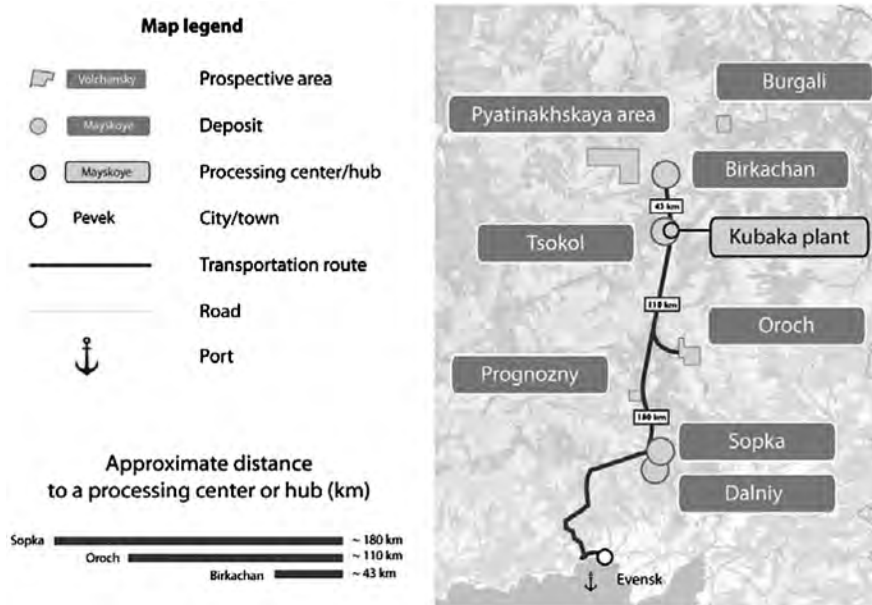 Map legend
Volchansky
Prospective area
Mayskoye
Deposit
Mayskoye
Processing center/hub
Pevek
City/town
Transportation route
Road
Port
Approximate distance
to a processing center or hub (km)
Sopka
~ 180 km
Oroch
~ 110 km
Birkachan
~ 43 km
Burgali
Pyatinakhskaya area
Birkachan
43 km
Tsokol
Kubaka plant
110 km
Oroch
Prognozny
180 km
Sopka
Dalniy
Evensk